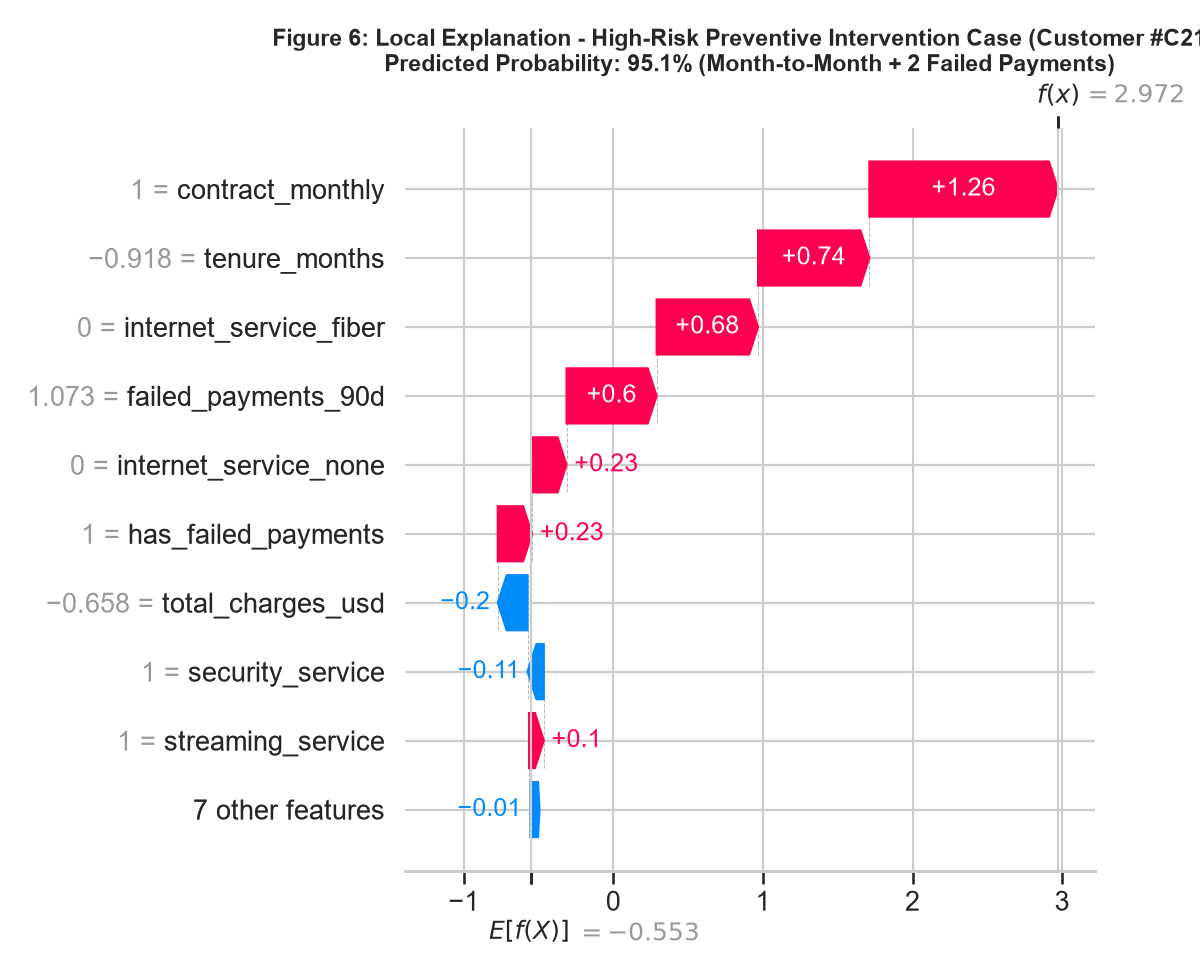 Figure 6: Local Explanation - High-Risk Preventive Intervention Case (Customer #C21
Predicted Probability: 95.1% (Month-to-Month + 2 Failed Payments)
f(x) = 2.972
1 = contract_monthly +1.26
−0.918 = tenure_months +0.74
0 = internet_service_fiber +0.68
1.073 = failed_payments_90d +0.6
0 = internet_service_none +0.23
1 = has_failed_payments +0.23
−0.658 = total_charges_usd −0.2
1 = security_service −0.11
1 = streaming_service +0.1
7 other features −0.01
−1 0 1 2 3
E[f(X)] = −0.553